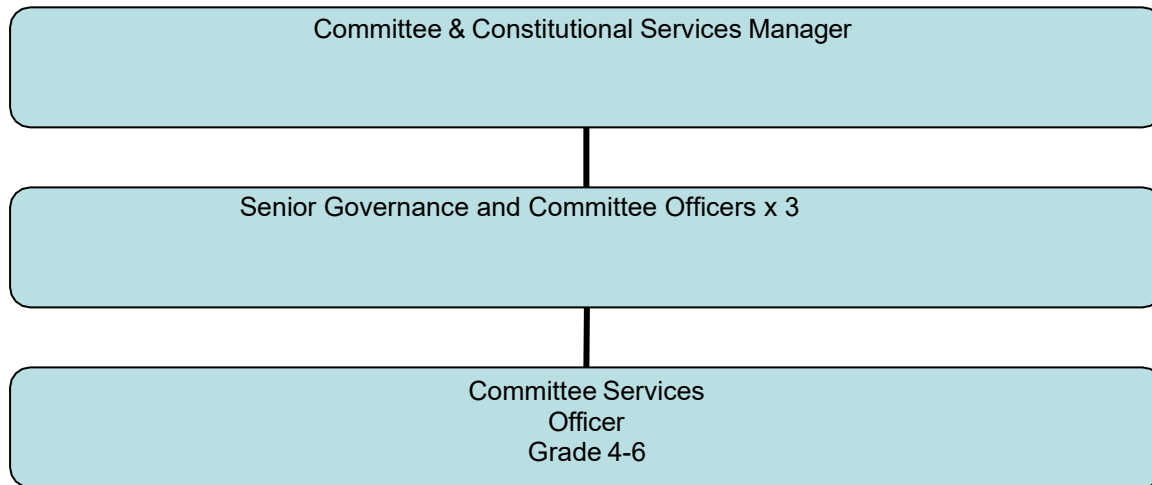 Committee & Constitutional Services Manager
Senior Governance and Committee Officers x 3
Committee Services
Officer
Grade 4-6